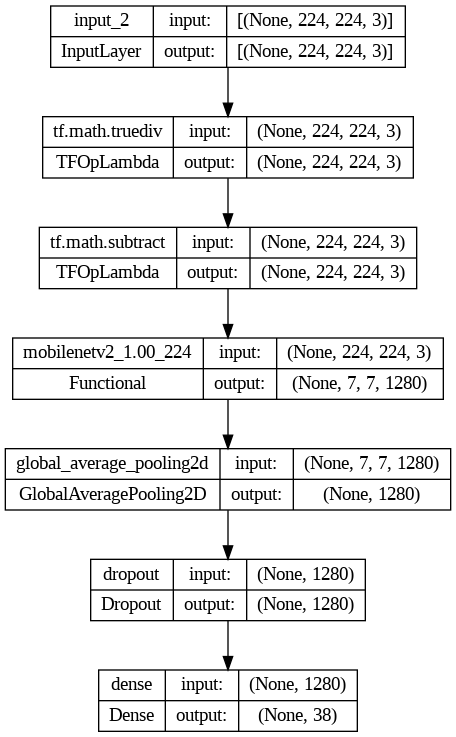 input_2 input: [(None, 224, 224, 3)]
InputLayer output: [(None, 224, 224, 3)]
tf.math.truediv input: (None, 224, 224, 3)
TFOpLambda output: (None, 224, 224, 3)
tf.math.subtract input: (None, 224, 224, 3)
TFOpLambda output: (None, 224, 224, 3)
mobilenetv2_1.00_224 input: (None, 224, 224, 3)
Functional output: (None, 7, 7, 1280)
global_average_pooling2d input: (None, 7, 7, 1280)
GlobalAveragePooling2D output: (None, 1280)
dropout input: (None, 1280)
Dropout output: (None, 1280)
dense input: (None, 1280)
Dense output: (None, 38)